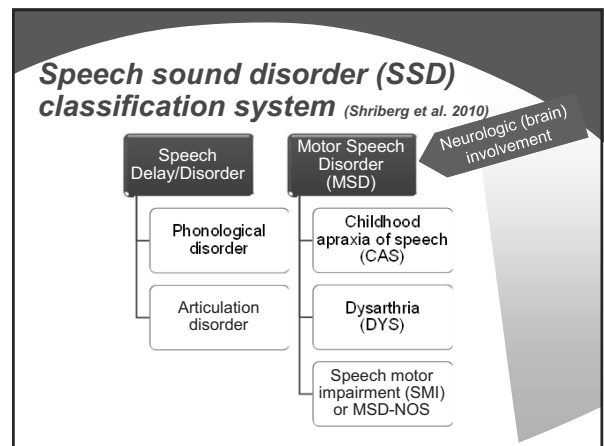 Speech sound disorder (SSD)
classification system (Shriberg et al. 2010)
Neurologic (brain)
involvement
Speech
Delay/Disorder
Phonological
disorder
Articulation
disorder
Motor Speech
Disorder
(MSD)
Childhood
apraxia of speech
(CAS)
Dysarthria
(DYS)
Speech motor
impairment (SMI)
or MSD-NOS